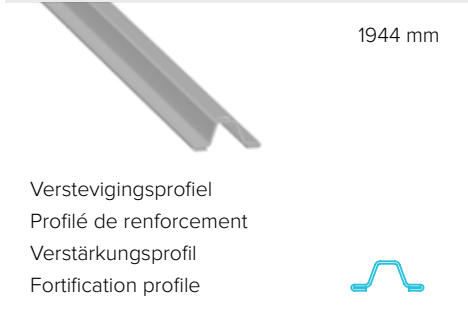 1944 mm
Verstevigingsprofiel
Profilé de renforcement
Verstärkungsprofil
Fortification profile